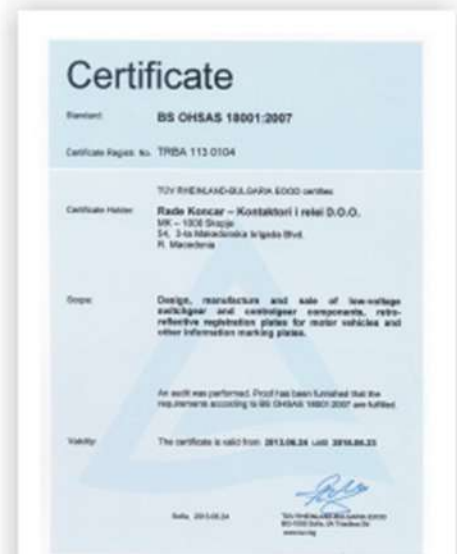 Certificate
Standard: BS OHSAS 18001:2007
Certificate Registr. No. TRBA 113 0104
TÜV RHEINLAND-BULGARIA EOOD certifies
Certificate Holder: Rade Koncar – Kontaktori i relei D.O.O.
MK – 1000 Skopje
54, 3-ta Makedonska brigada Blvd.
R. Macedonia
Scope: Design, manufacture and sale of low-voltage
switchgear and controlgear components, retro-
reflective registration plates for motor vehicles and
other information marking plates.
An audit was performed. Proof has been furnished that the
requirements according to BS OHSAS 18001:2007 are fulfilled.
Validity: The certificate is valid from 2013.06.24 until 2016.06.23
Sofia, 2013.06.24
TÜV RHEINLAND-BULGARIA EOOD